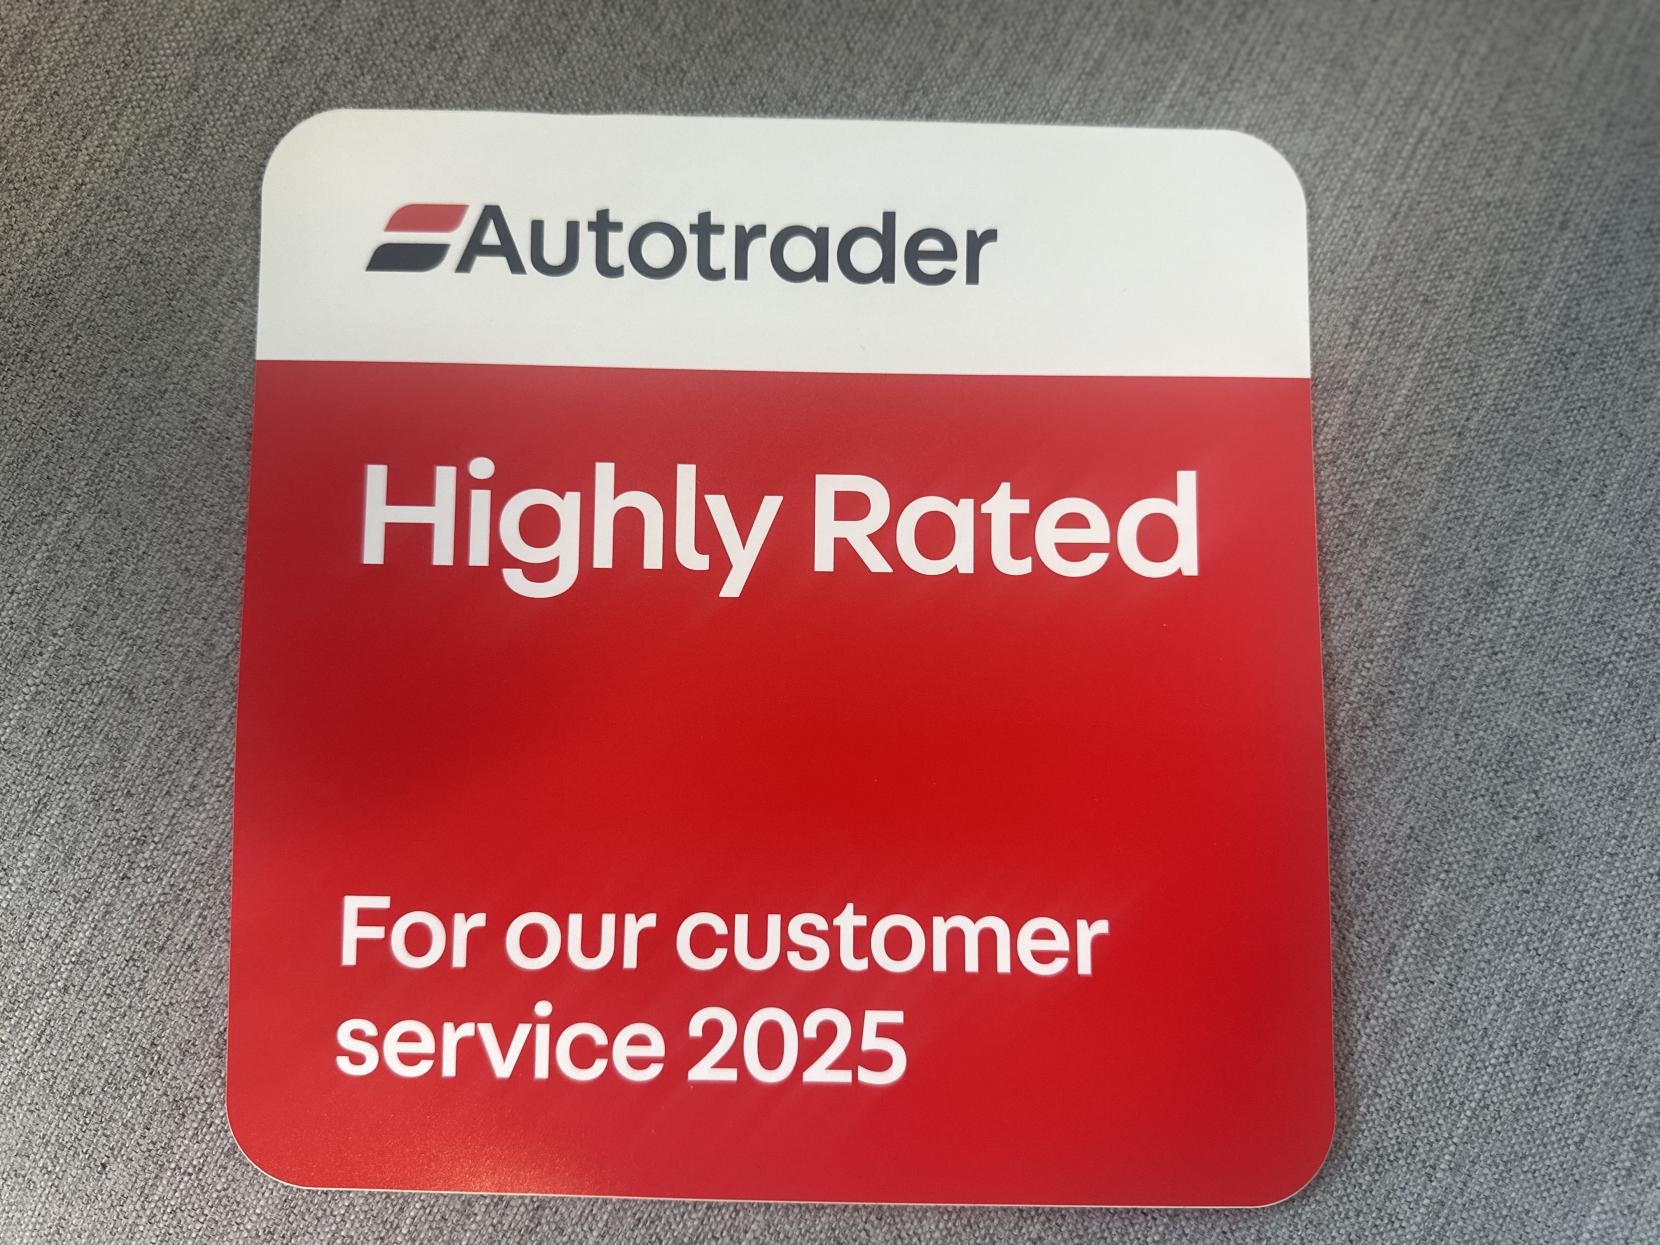 Autotrader
Highly Rated
For our customer
service 2025